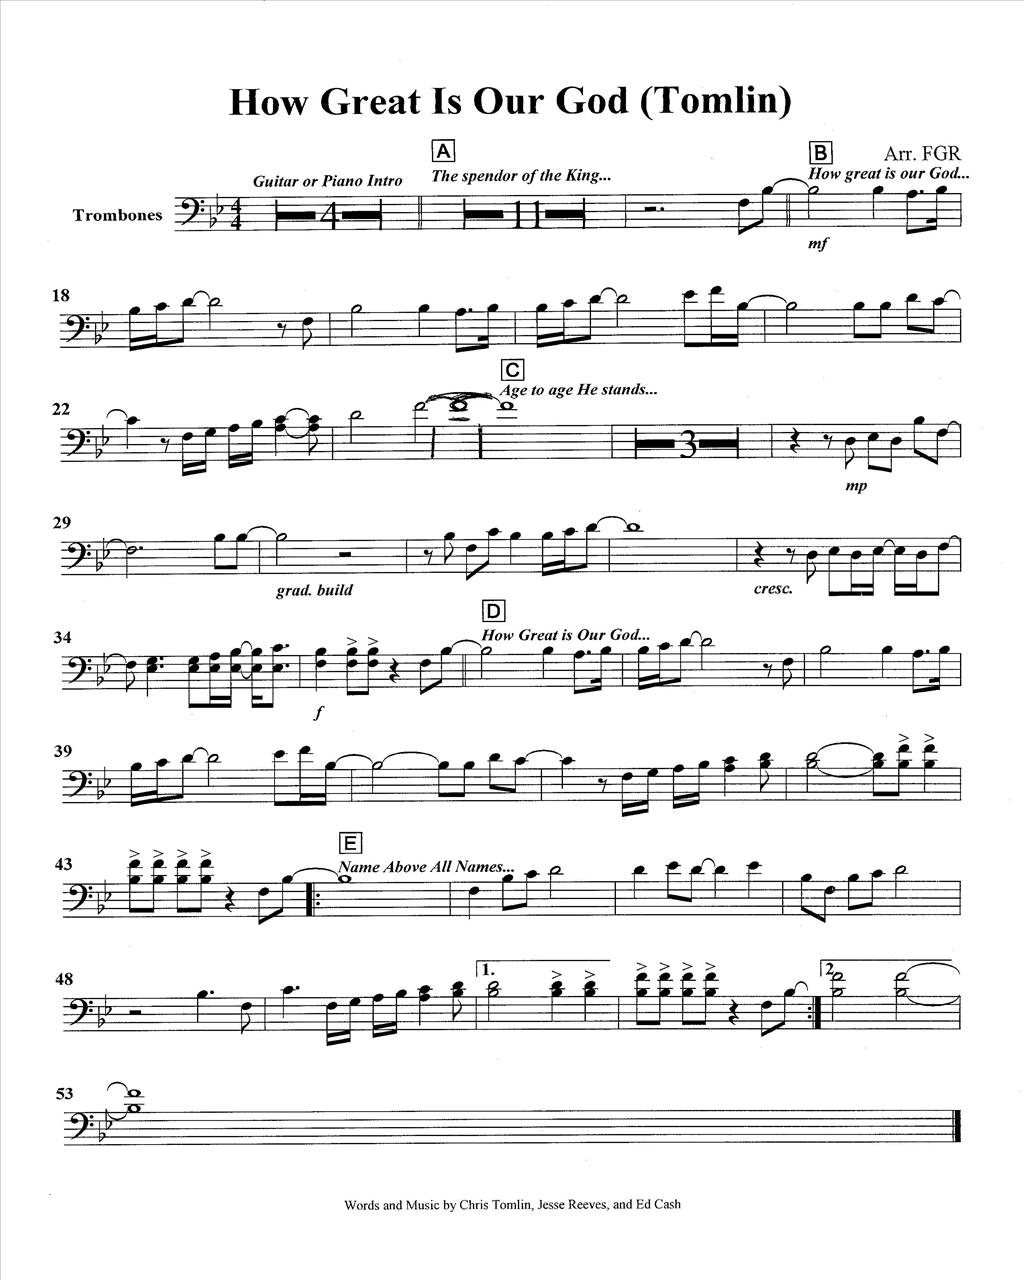 How Great Is Our God (Tomlin)
A
B
Arr. FGR
Guitar or Piano Intro
The spendor of the King...
How great is our God...
Trombones
4
4
4
11
mf
18
C
Age to age He stands...
22
3
mp
29
grad. build
cresc.
D
34
How Great is Our God...
f
39
E
43
Name Above All Names...
48
1.
2.
53
Words and Music by Chris Tomlin, Jesse Reeves, and Ed Cash